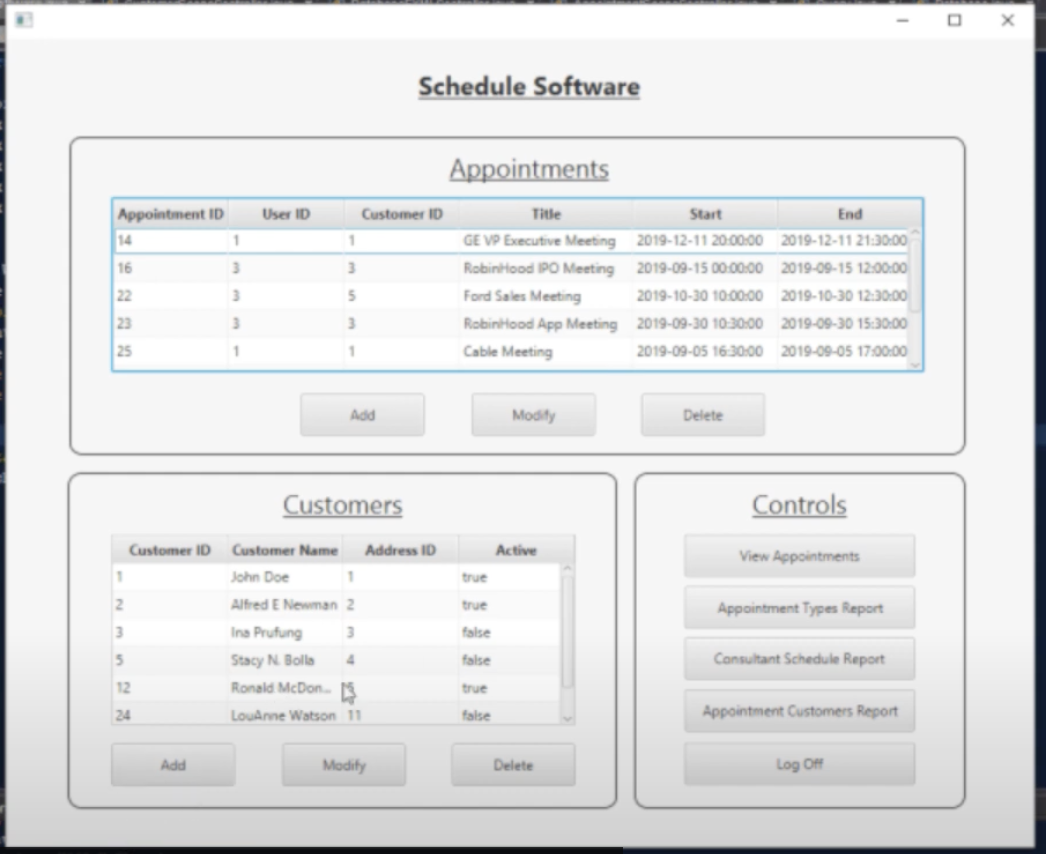 Schedule Software
Appointments
Appointment ID User ID Customer ID Title Start End
14 1 1 GE VP Executive Meeting 2019-12-11 20:00:00 2019-12-11 21:30:00
16 3 3 RobinHood IPO Meeting 2019-09-15 00:00:00 2019-09-15 12:00:00
22 3 5 Ford Sales Meeting 2019-10-30 10:00:00 2019-10-30 12:30:00
23 3 3 RobinHood App Meeting 2019-09-30 10:30:00 2019-09-30 15:30:00
25 1 1 Cable Meeting 2019-09-05 16:30:00 2019-09-05 17:00:00
Add Modify Delete
Customers
Customer ID Customer Name Address ID Active
1 John Doe 1 true
2 Alfred E Newman 2 true
3 Ina Prufung 3 false
5 Stacy N. Bolla 4 false
12 Ronald McDon... true
24 LouAnne Watson 11 false
Add Modify Delete
Controls
View Appointments
Appointment Types Report
Consultant Schedule Report
Appointment Customers Report
Log Off